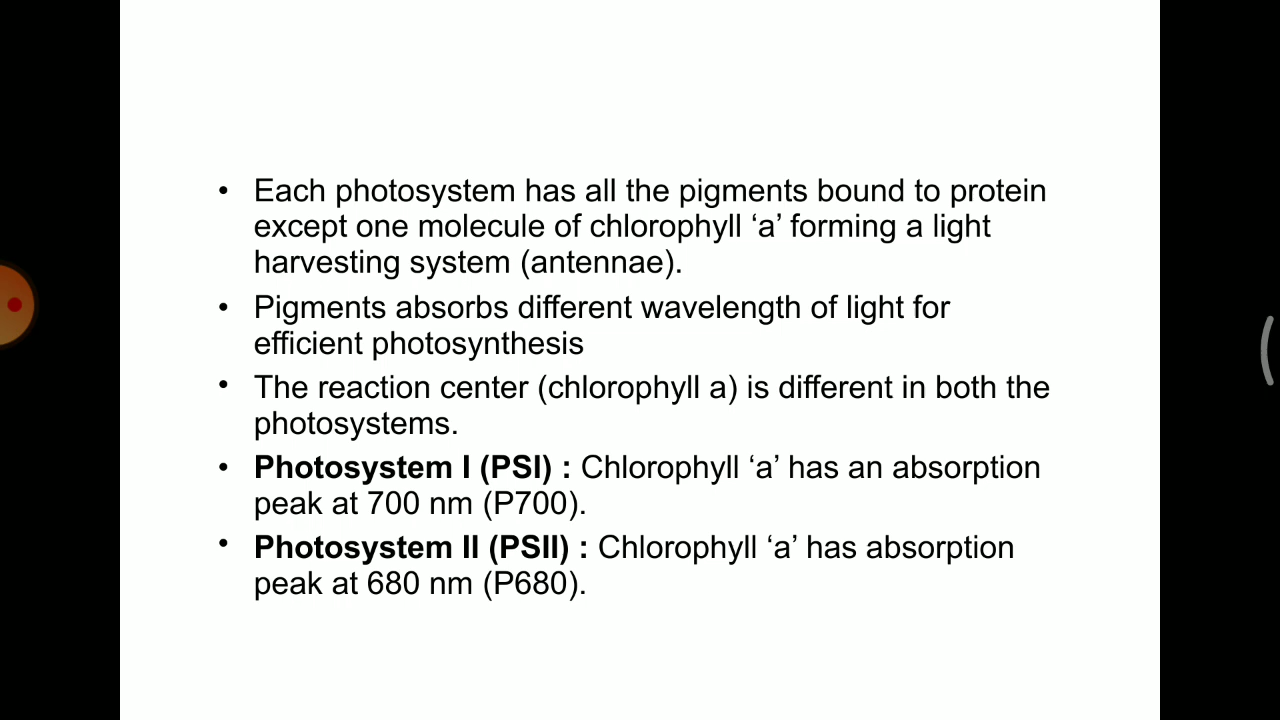 • Each photosystem has all the pigments bound to protein
except one molecule of chlorophyll ‘a’ forming a light
harvesting system (antennae).
• Pigments absorbs different wavelength of light for
efficient photosynthesis
• The reaction center (chlorophyll a) is different in both the
photosystems.
• Photosystem I (PSI) : Chlorophyll ‘a’ has an absorption
peak at 700 nm (P700).
• Photosystem II (PSII) : Chlorophyll ‘a’ has absorption
peak at 680 nm (P680).